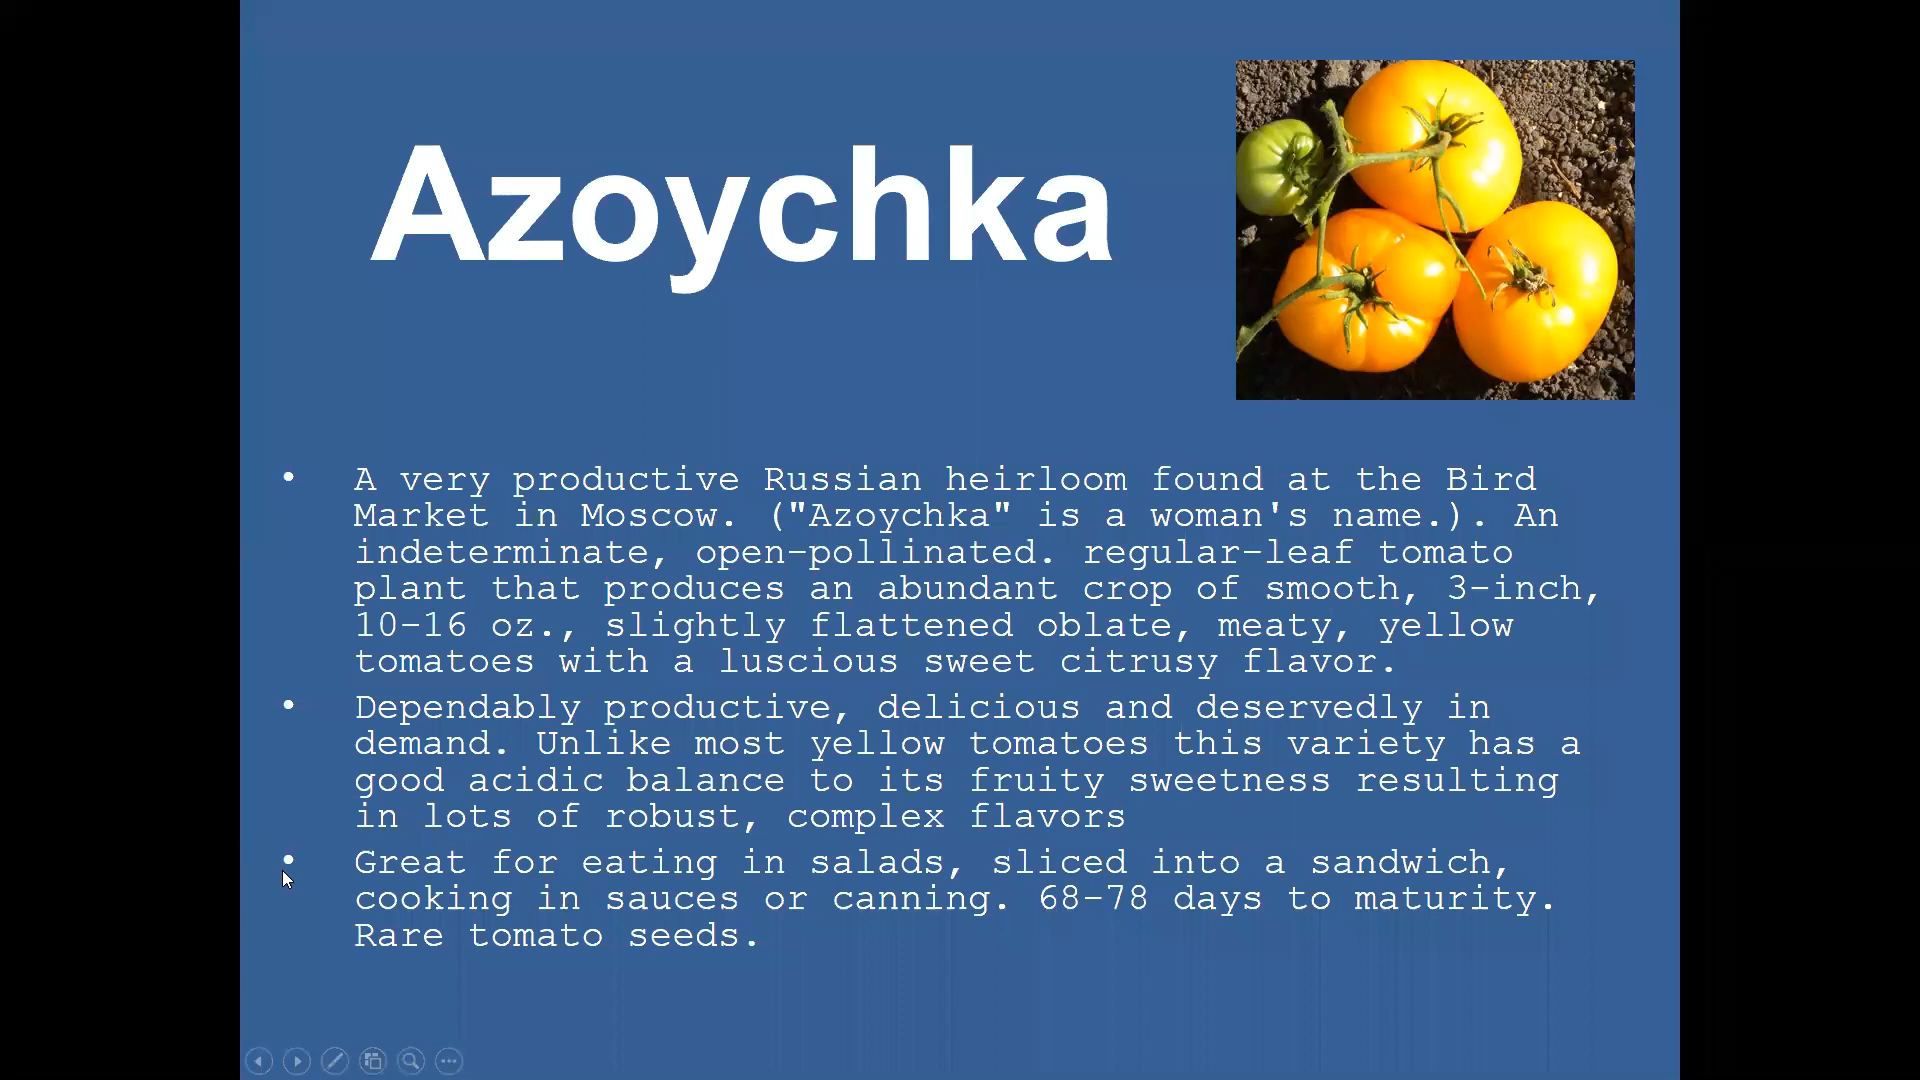 Azoychka
• A very productive Russian heirloom found at the Bird
Market in Moscow. ("Azoychka" is a woman's name.). An
indeterminate, open-pollinated. regular-leaf tomato
plant that produces an abundant crop of smooth, 3-inch,
10-16 oz., slightly flattened oblate, meaty, yellow
tomatoes with a luscious sweet citrusy flavor.
• Dependably productive, delicious and deservedly in
demand. Unlike most yellow tomatoes this variety has a
good acidic balance to its fruity sweetness resulting
in lots of robust, complex flavors
• Great for eating in salads, sliced into a sandwich,
cooking in sauces or canning. 68-78 days to maturity.
Rare tomato seeds.